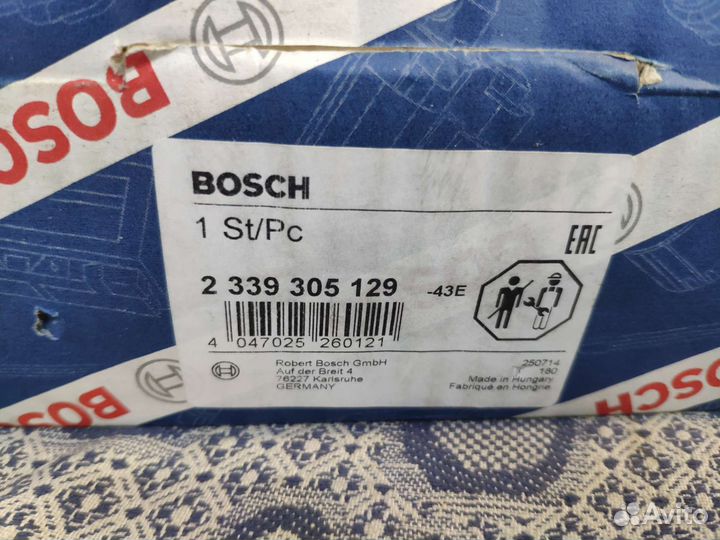 BOSCH
BOSCH
1 St/Pc
EAC
2 339 305 129 -43E
4 047025 260121
Robert Bosch GmbH
Auf der Breit 4
76227 Karlsruhe
GERMANY
250714
180
Made in Hungary
Fabriqué en Hongrie
BOSCH
BOSCH
Avito